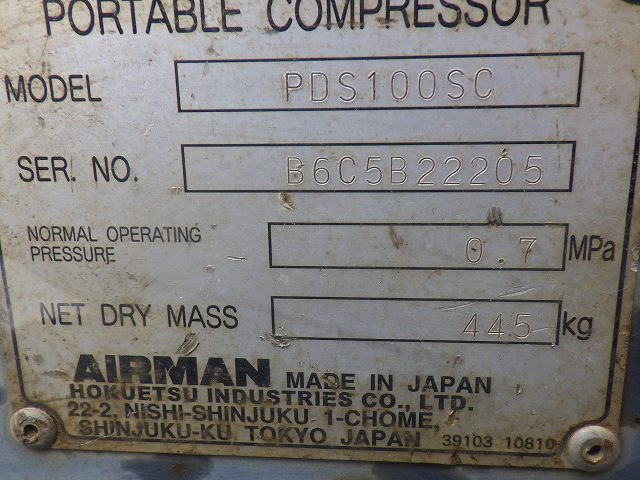 PORTABLE COMPRESSOR
MODEL PDS100SC
SER. NO. B6C5B22205
NORMAL OPERATING
PRESSURE 0.7 MPa
NET DRY MASS 445 kg
AIRMAN MADE IN JAPAN
HOKUETSU INDUSTRIES CO., LTD.
22-2, NISHI-SHINJUKU, 1-CHOME,
SHINJUKU-KU, TOKYO JAPAN 39103 10810